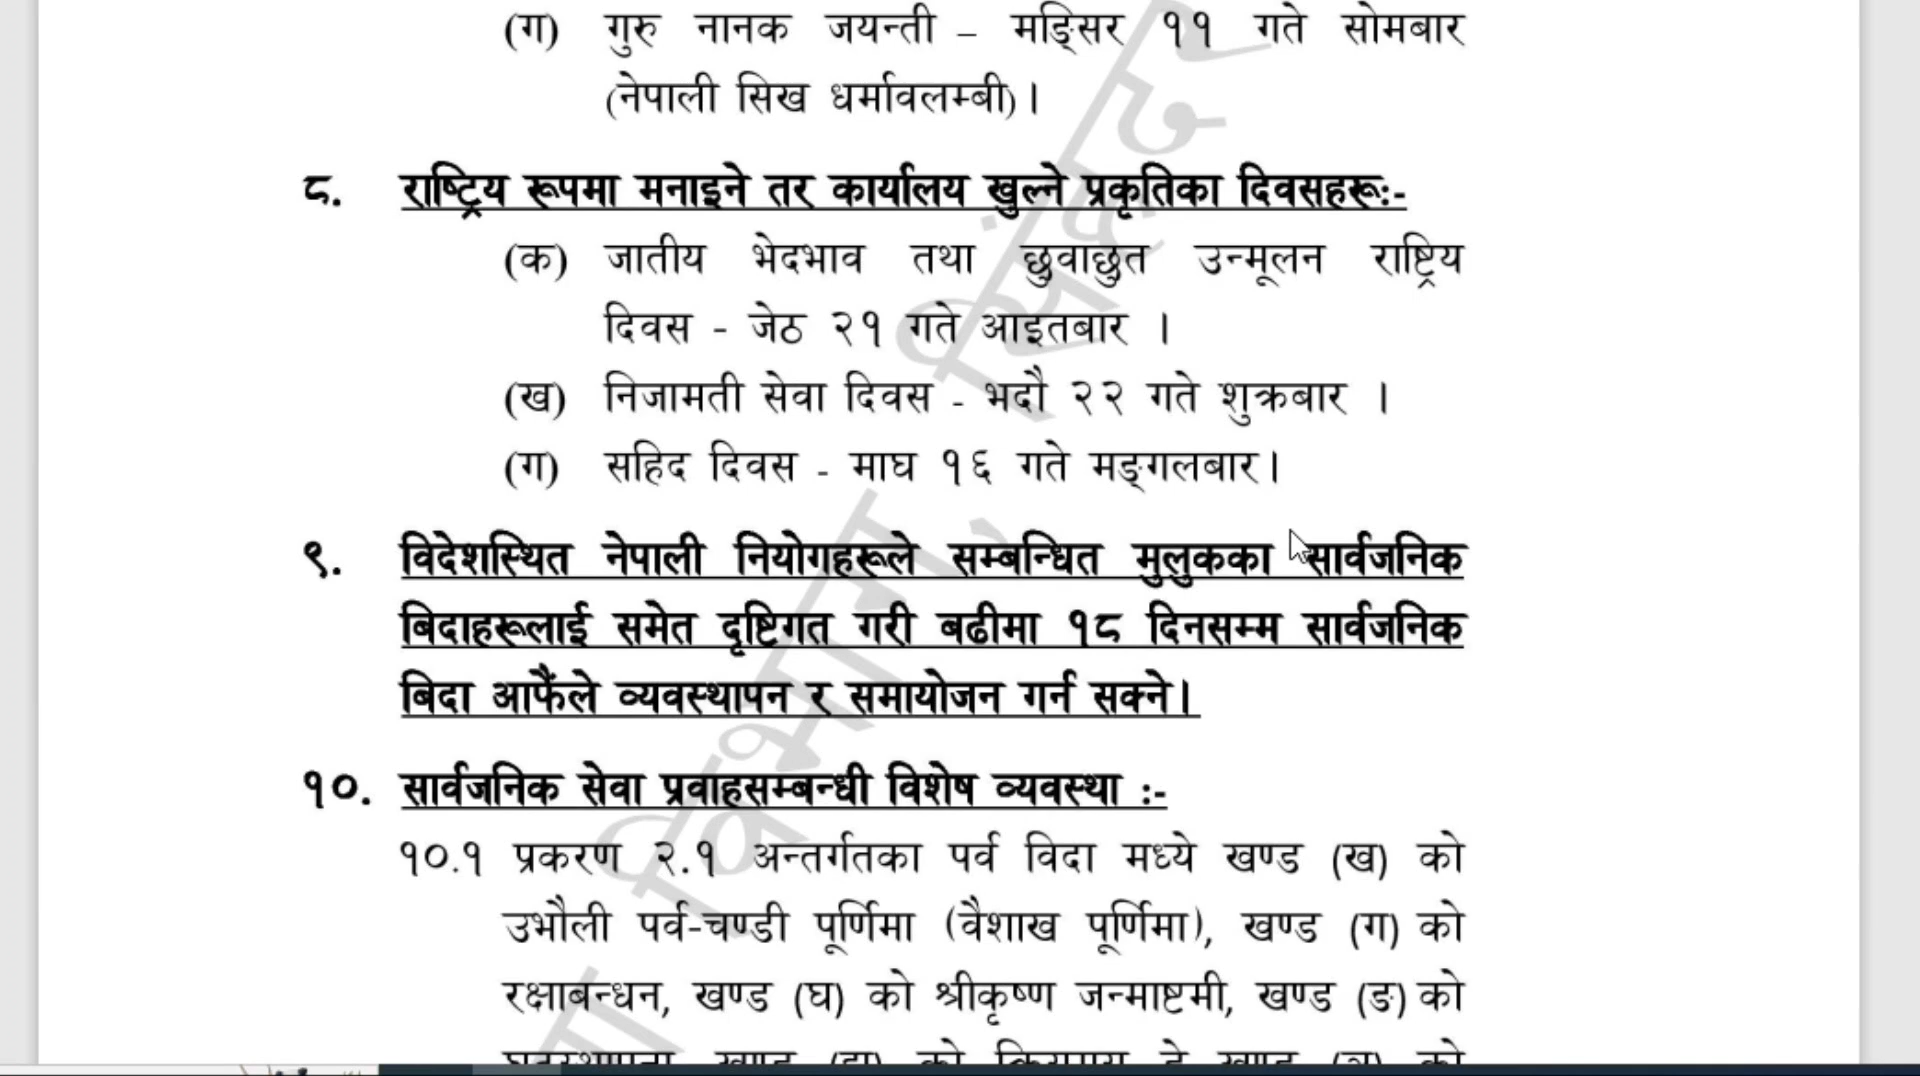 (ग) गुरु नानक जयन्ती – मङ्सिर ११ गते सोमबार
(नेपाली सिख धर्मावलम्बी)।
८. राष्ट्रिय रूपमा मनाइने तर कार्यालय खुल्ने प्रकृतिका दिवसहरूः-
(क) जातीय भेदभाव तथा छुवाछुत उन्मूलन राष्ट्रिय
दिवस - जेठ २१ गते आइतबार ।
(ख) निजामती सेवा दिवस - भदौ २२ गते शुक्रबार ।
(ग) सहिद दिवस - माघ १६ गते मङ्गलबार।
९. विदेशस्थित नेपाली नियोगहरूले सम्बन्धित मुलुकका सार्वजनिक
बिदाहरूलाई समेत दृष्टिगत गरी बढीमा १८ दिनसम्म सार्वजनिक
बिदा आफैंले व्यवस्थापन र समायोजन गर्न सक्ने।
१०. सार्वजनिक सेवा प्रवाहसम्बन्धी विशेष व्यवस्था :-
१०.१ प्रकरण २.१ अन्तर्गतका पर्व विदा मध्ये खण्ड (ख) को
उभौली पर्व-चण्डी पूर्णिमा (वैशाख पूर्णिमा), खण्ड (ग) को
रक्षाबन्धन, खण्ड (घ) को श्रीकृष्ण जन्माष्टमी, खण्ड (ङ) को